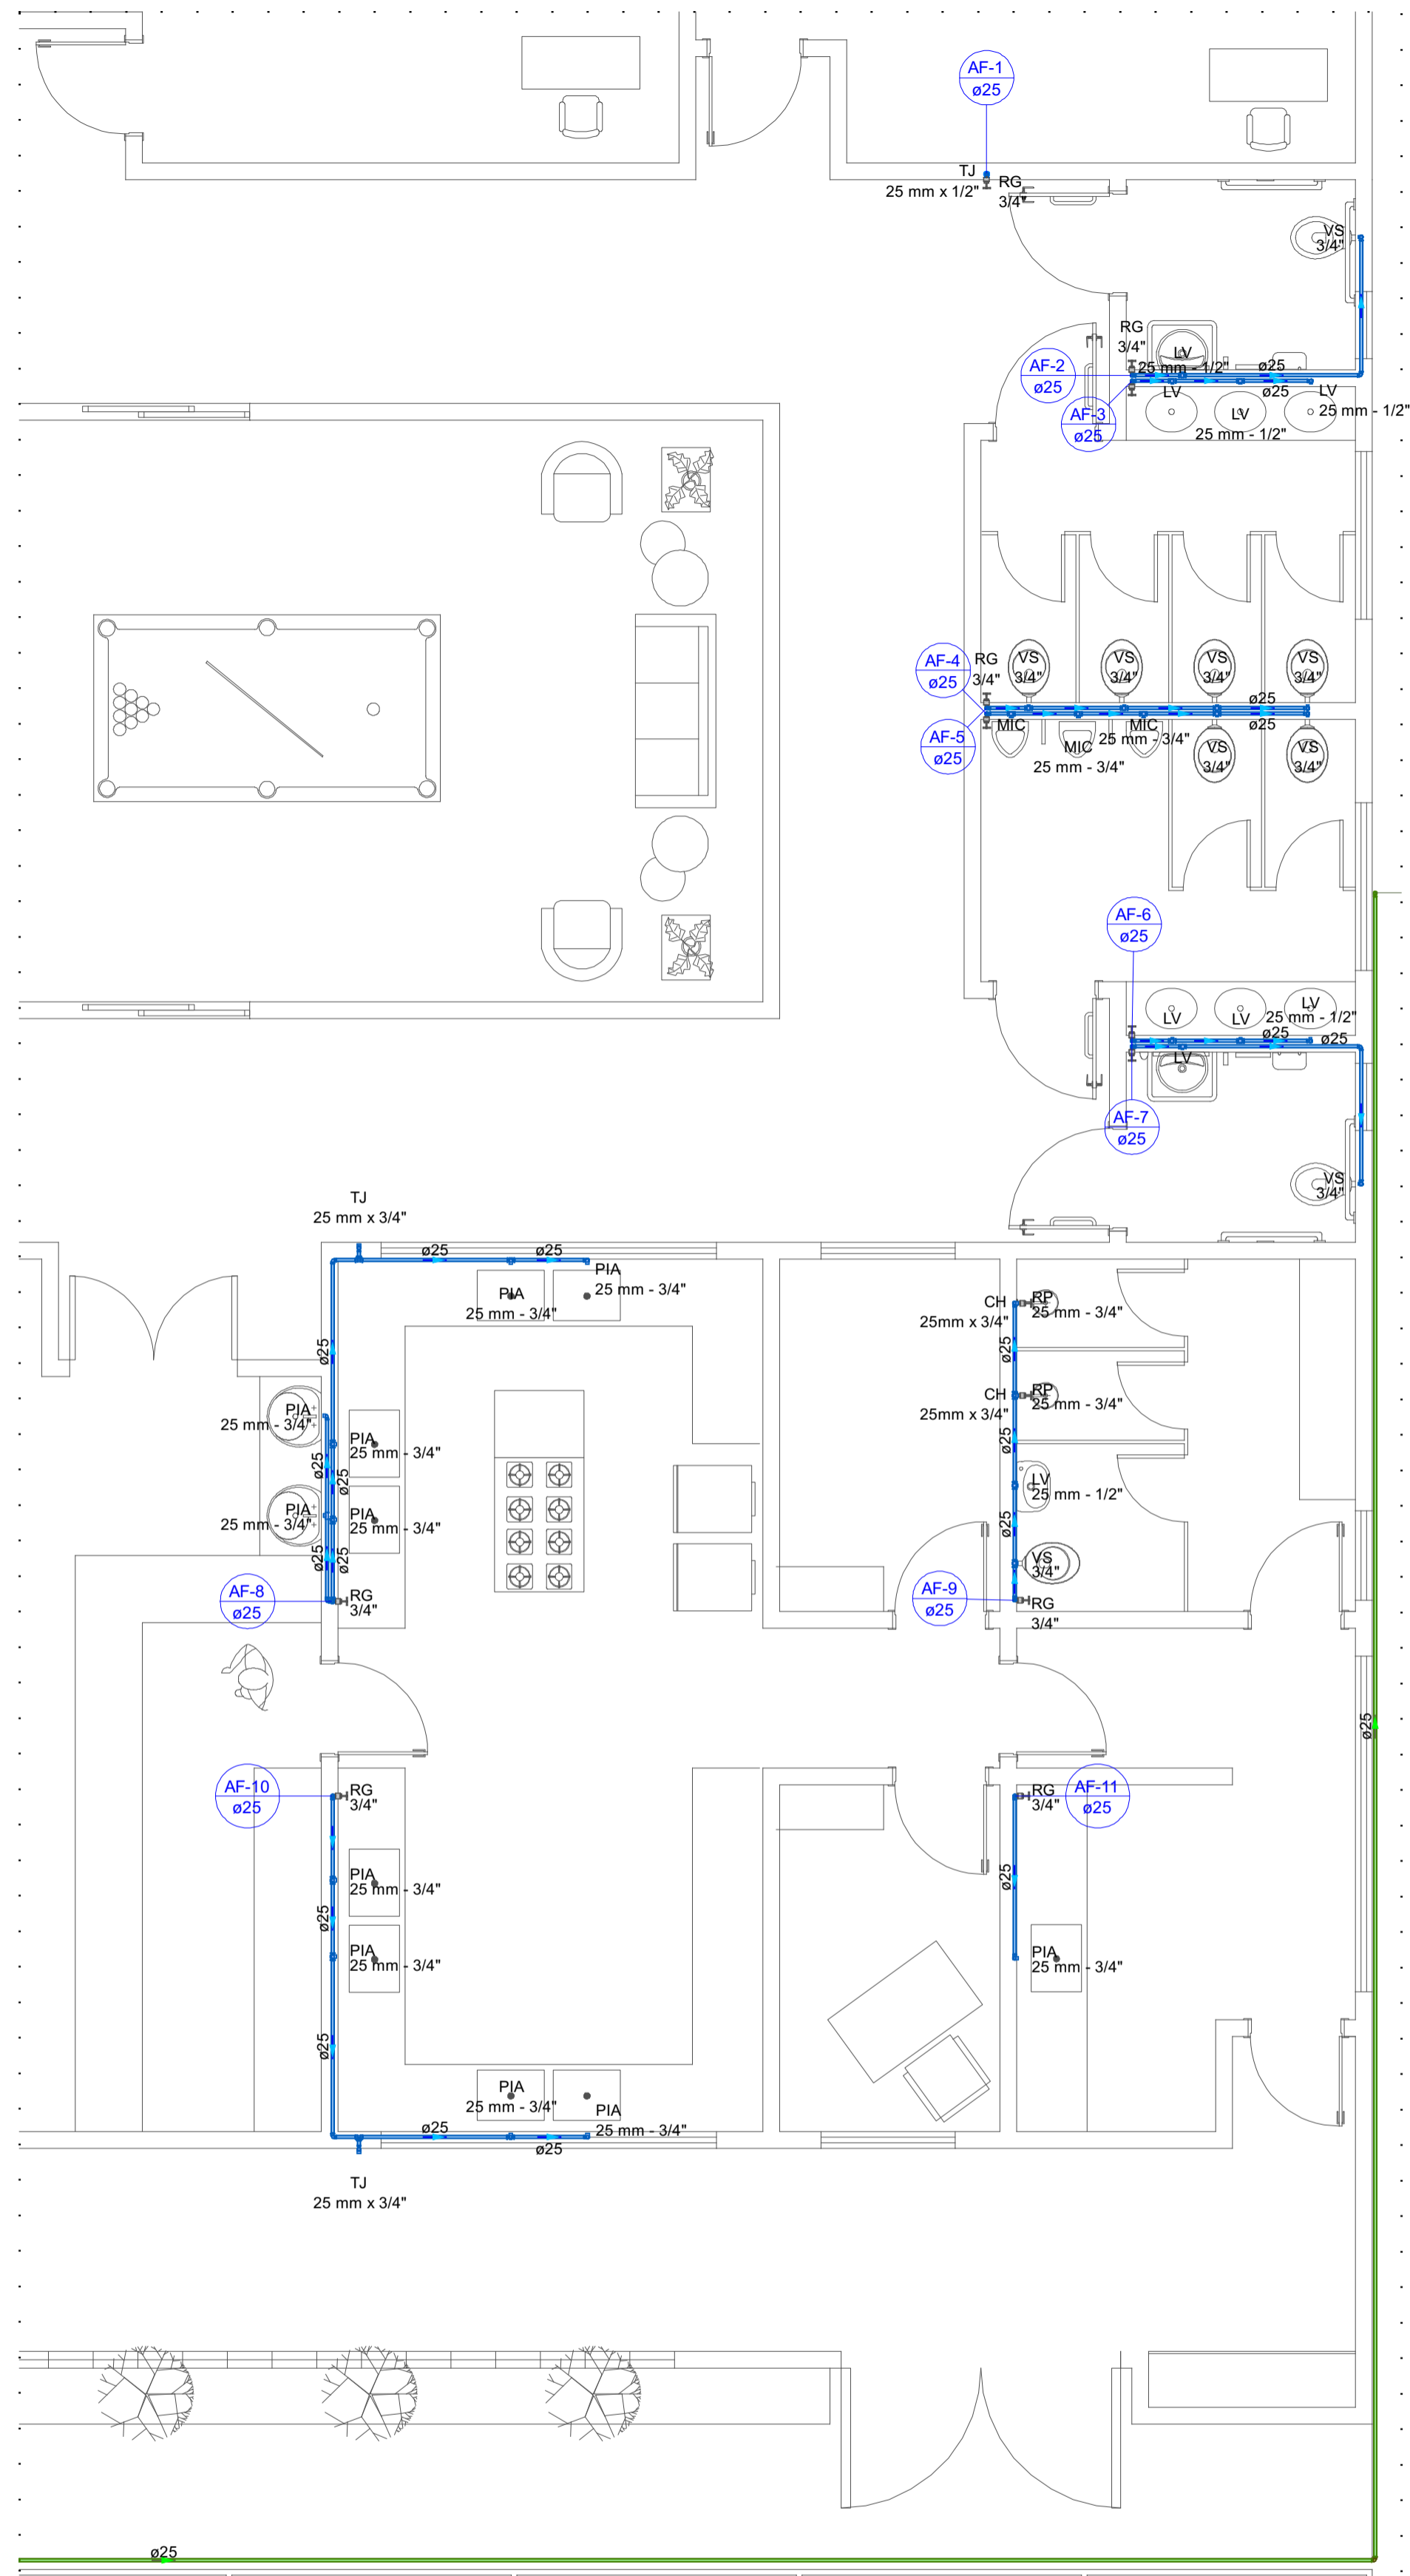 AF-1
ø25
TJ
25 mm x 1/2"
RG
3/4"
VS
3/4"
RG
3/4"
AF-2
ø25
LV
25 mm - 1/2"
ø25
ø25
AF-3
ø25
LV
LV
25 mm - 1/2"
LV
25 mm - 1/2"
AF-4
ø25
RG
3/4"
VS
3/4"
VS
3/4"
VS
3/4"
VS
3/4"
ø25
ø25
AF-5
ø25
MIC
MIC
25 mm - 3/4"
MIC
25 mm - 3/4"
VS
3/4"
VS
3/4"
AF-6
ø25
LV
LV
LV
25 mm - 1/2"
ø25
ø25
LV
AF-7
ø25
VS
3/4"
TJ
25 mm x 3/4"
ø25
ø25
PIA
25 mm - 3/4"
PIA
25 mm - 3/4"
ø25
CH
25mm x 3/4"
RP
25 mm - 3/4"
ø25
CH
25mm x 3/4"
RP
25 mm - 3/4"
ø25
PIA
25 mm - 3/4"
PIA
25 mm - 3/4"
ø25
ø25
LV
25 mm - 1/2"
PIA
25 mm - 3/4"
PIA
25 mm - 3/4"
ø25
ø25
ø25
VS
3/4"
AF-8
ø25
RG
3/4"
AF-9
ø25
RG
3/4"
ø25
AF-10
ø25
RG
3/4"
RG
3/4"
AF-11
ø25
PIA
25 mm - 3/4"
ø25
ø25
PIA
25 mm - 3/4"
PIA
25 mm - 3/4"
ø25
PIA
25 mm - 3/4"
PIA
25 mm - 3/4"
ø25
ø25
TJ
25 mm x 3/4"
ø25